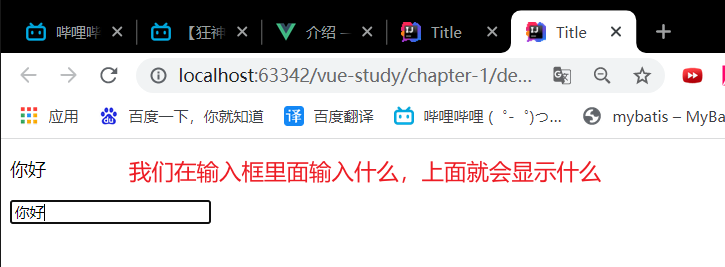 哔哩哔
【狂神
介绍 —
Title
Title
localhost:63342/vue-study/chapter-1/de...
应用
百度一下，你就知道
译 百度翻译
哔哩哔哩 (゜-゜)つ...
mybatis – MyBa
你好
我们在输入框里面输入什么，上面就会显示什么
你好